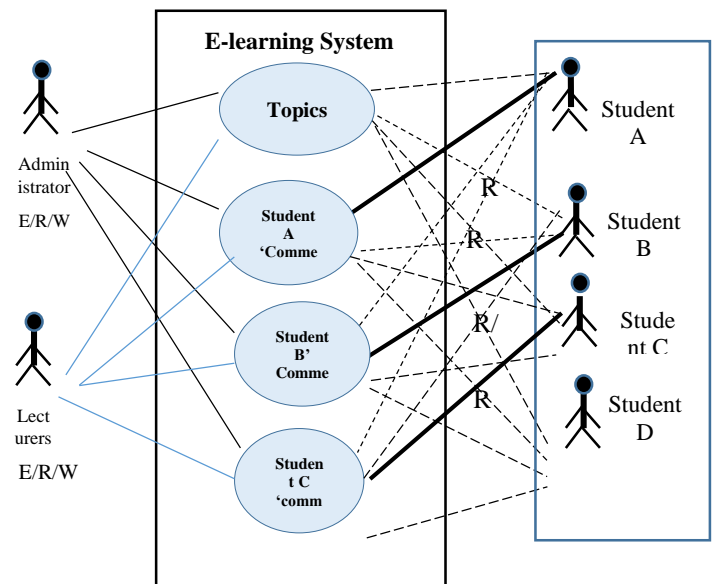 E-learning System
Topics
Student
A
Admin
istrator
E/R/W
R
Student
A
‘Comme
R
Student
B
Student
B’
Comme
R/
Stude
nt C
R
Student
D
Lect
urers
E/R/W
Studen
t C
‘comm